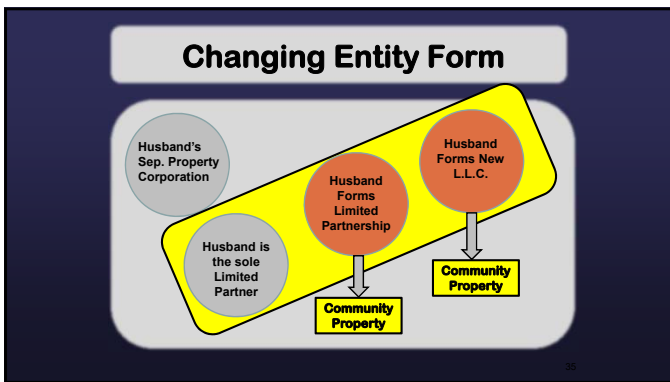 Changing Entity Form
Husband's
Sep. Property
Corporation
Husband is
the sole
Limited
Partner
Husband
Forms
Limited
Partnership
Community
Property
Husband
Forms New
L.L.C.
Community
Property
35